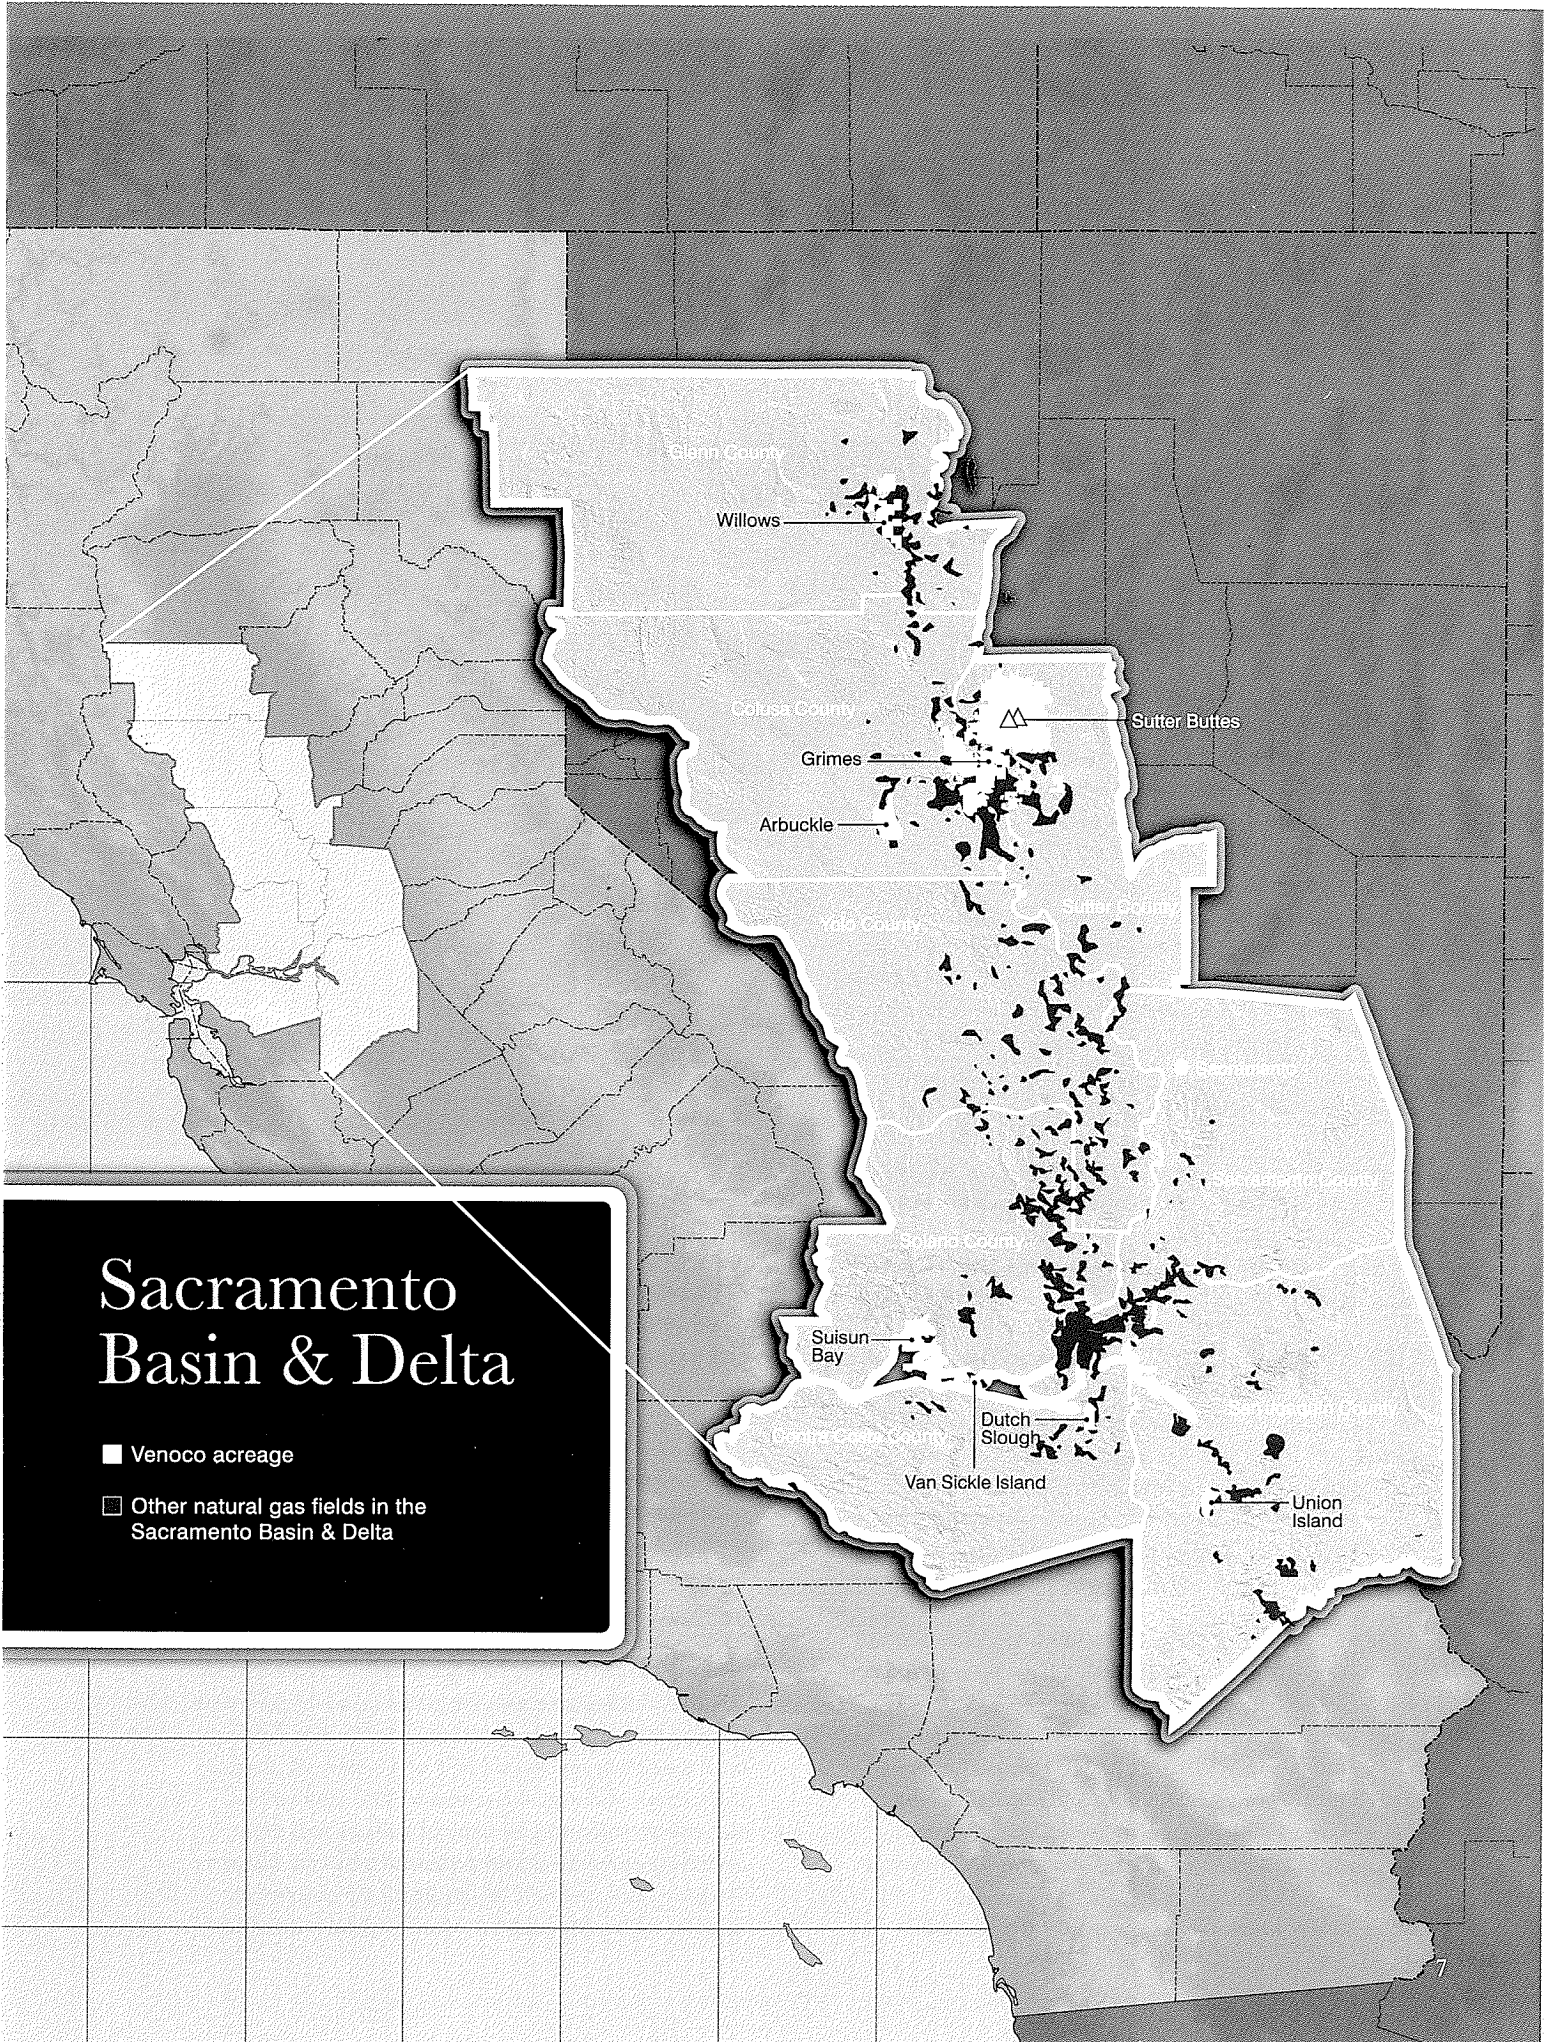 Glenn County
Willows
Colusa County
Sutter Buttes
Grimes
Arbuckle
Sutter County
Yolo County
Sacramento
Sacramento County
Solano County
Sacramento
Basin & Delta
Suisun
Bay
Venoco acreage
Other natural gas fields in the
Sacramento Basin & Delta
Dutch
Slough
San Joaquin County
Contra Costa County
Van Sickle Island
Union
Island
7